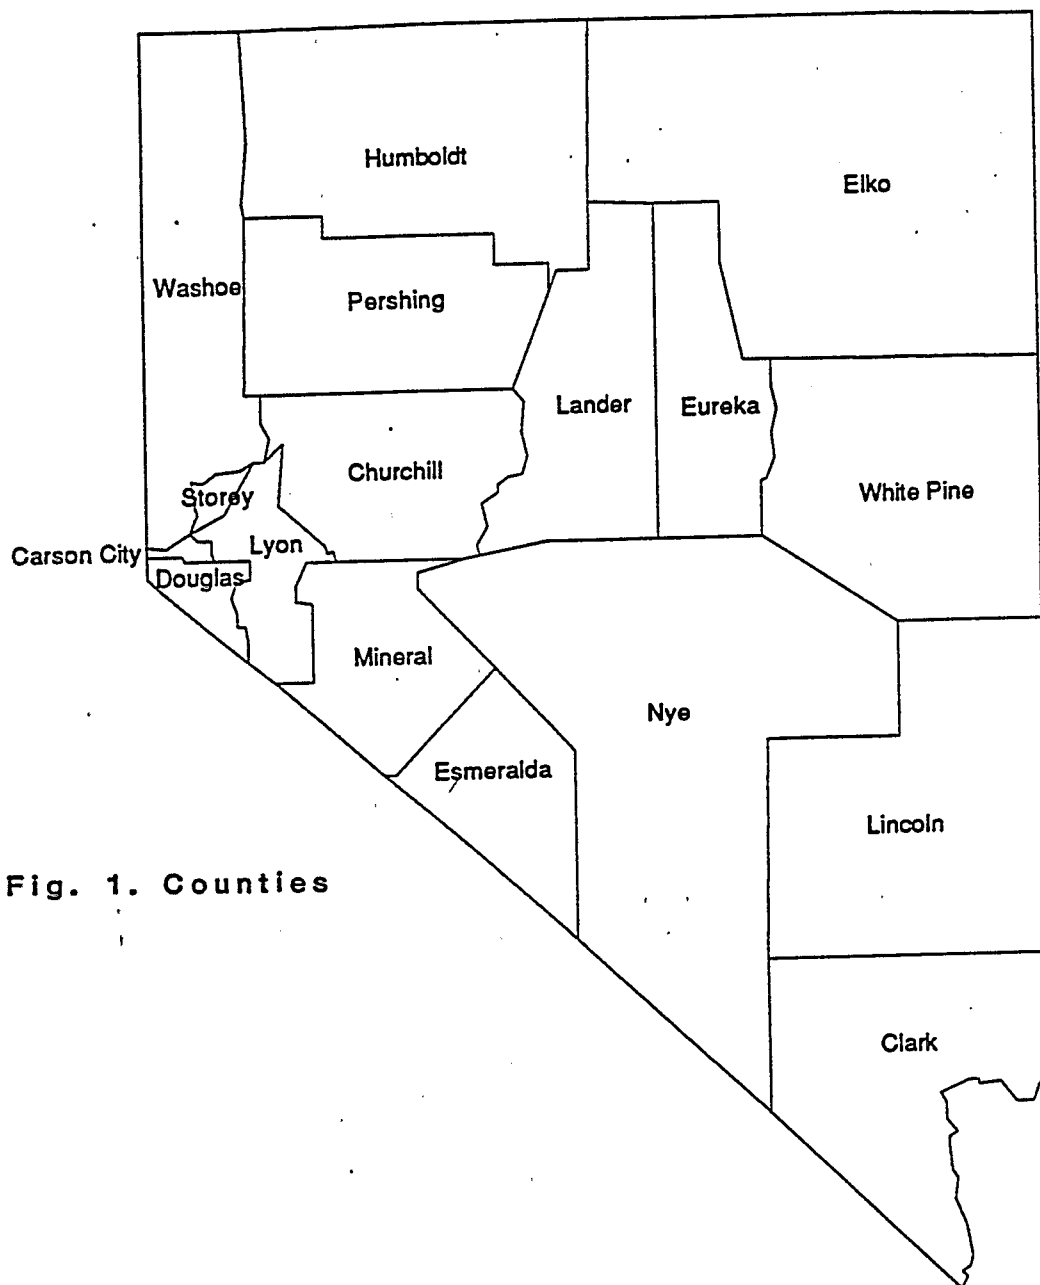 Humboldt
Elko
Washoe
Pershing
Lander
Eureka
Churchill
White Pine
Storey
Lyon
Carson City
Douglas
Mineral
Nye
Esmeralda
Lincoln
Fig. 1. Counties
Clark